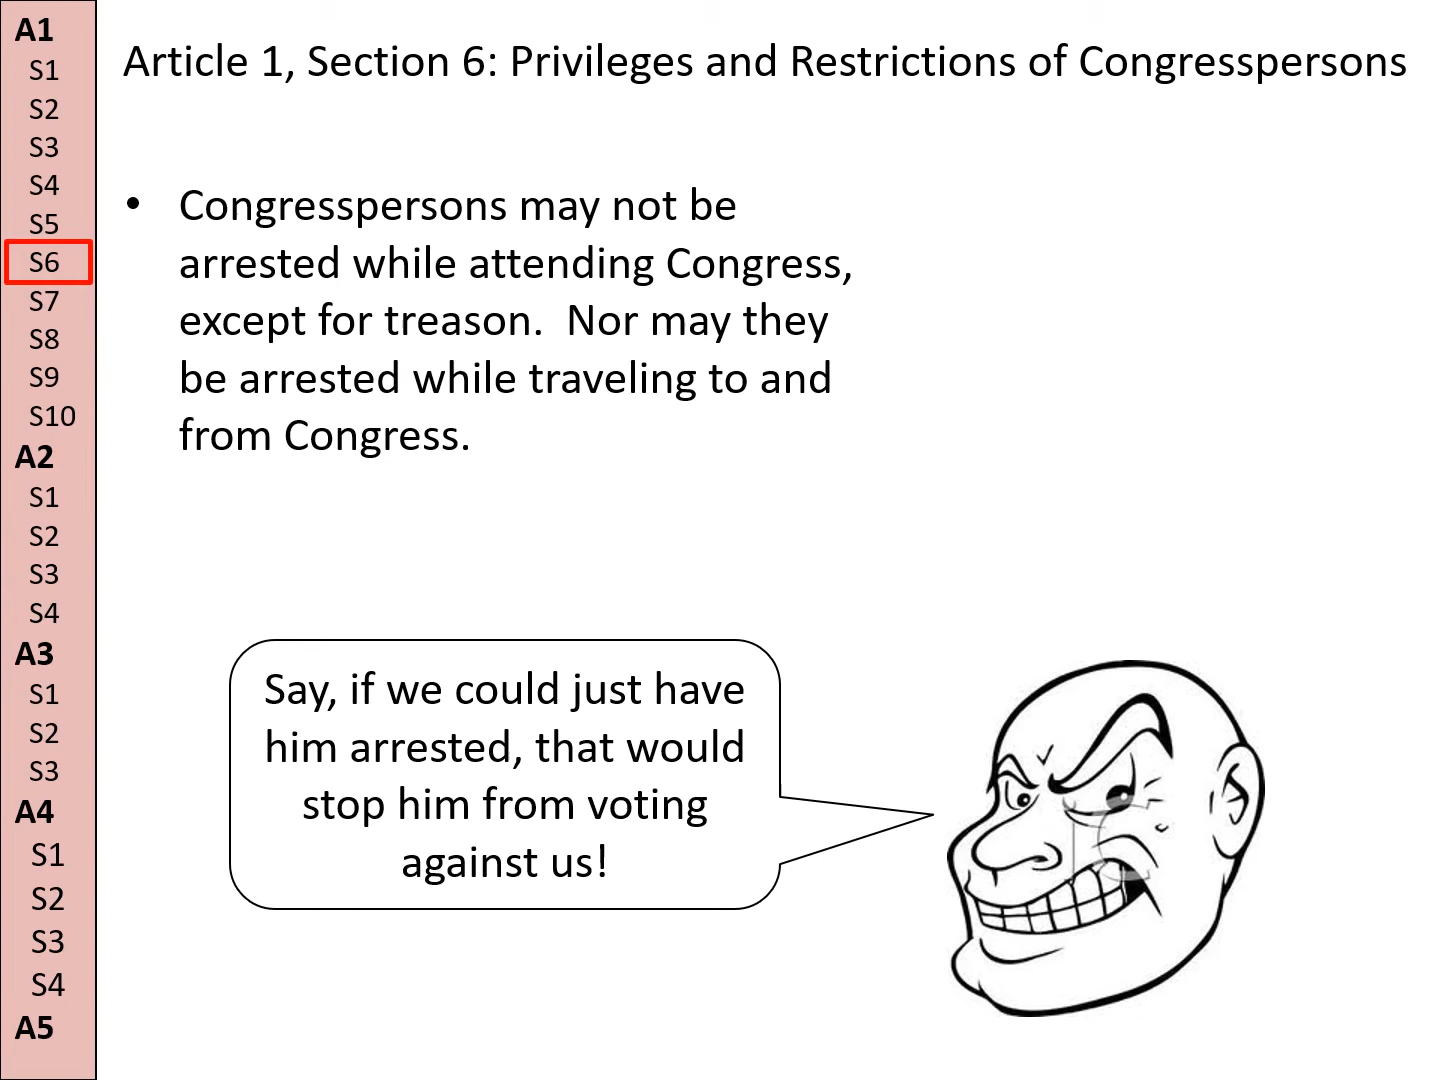 A1
S1
S2
S3
S4
S5
S6
S7
S8
S9
S10
A2
S1
S2
S3
S4
A3
S1
S2
S3
A4
S1
S2
S3
S4
A5
Article 1, Section 6: Privileges and Restrictions of Congresspersons
• Congresspersons may not be
arrested while attending Congress,
except for treason.  Nor may they
be arrested while traveling to and
from Congress.
Say, if we could just have
him arrested, that would
stop him from voting
against us!